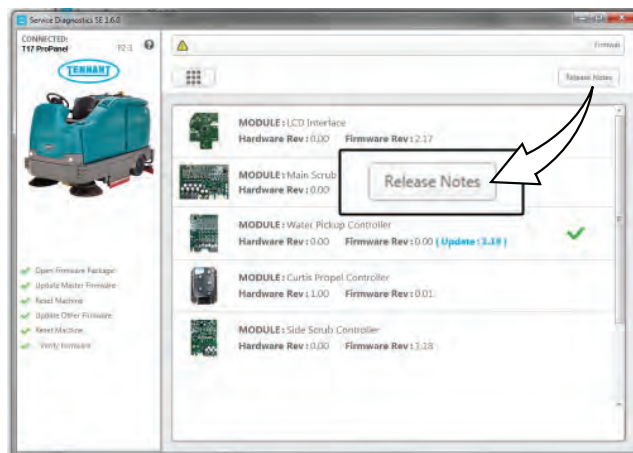 Service Diagnostics SE 1.6.0
CONNECTED:
T17 ProPanel
Firmware
TENNANT
Release Notes
MODULE : LCD Interface
Hardware Rev : 0.00 Firmware Rev : 2.17
MODULE : Main Scrub
Hardware Rev : 0.00
Release Notes
MODULE : Water Pickup Controller
Hardware Rev : 0.00 Firmware Rev : 0.00 ( Update : 3.18 )
MODULE : Curtis Propel Controller
Hardware Rev : 1.00 Firmware Rev : 0.01
MODULE : Side Scrub Controller
Hardware Rev : 0.00 Firmware Rev : 3.28
Open Firmware Package
Update Master Firmware
Reset Machine
Update Other Firmware
Reset Machine
Verify Firmware